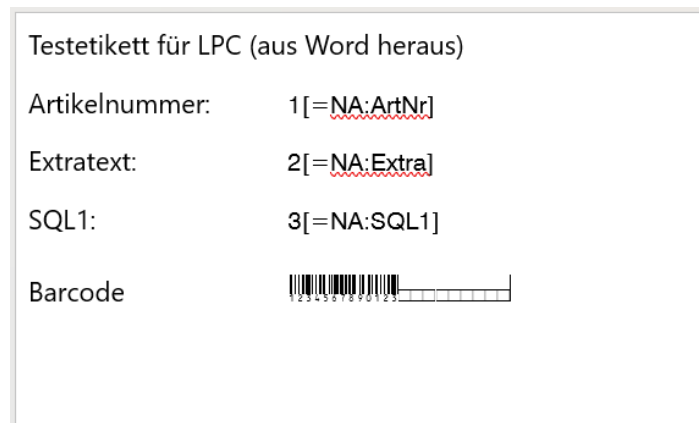 Testetikett für LPC (aus Word heraus)
Artikelnummer: 1[=NA:ArtNr]
Extratext: 2[=NA:Extra]
SQL1: 3[=NA:SQL1]
Barcode 1234567890123